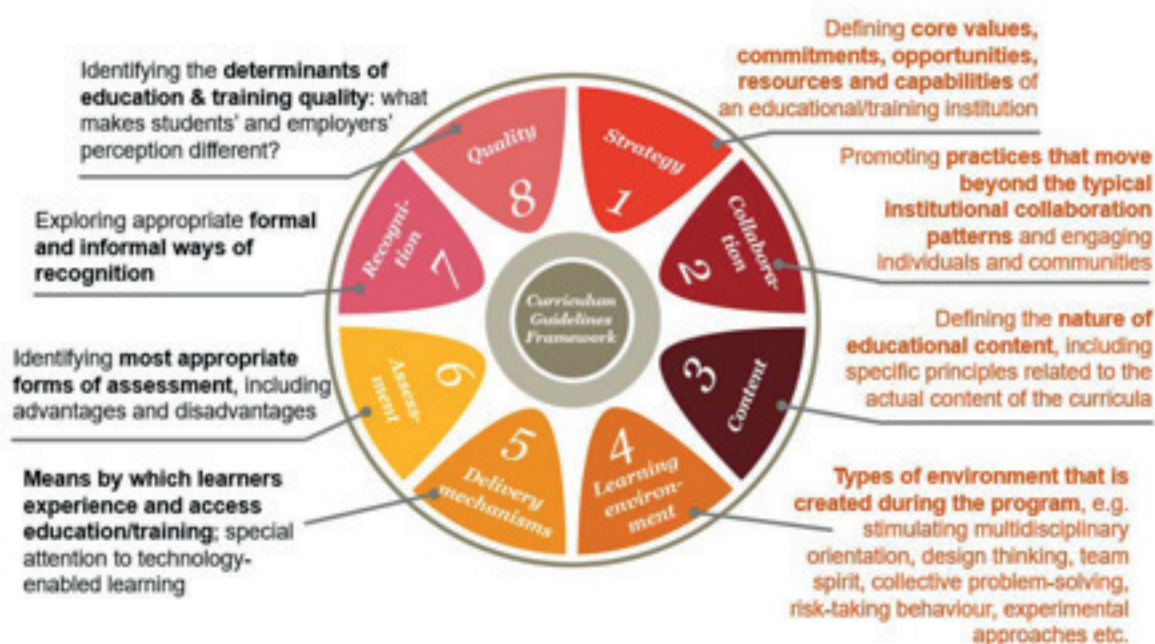 Defining core values,
commitments, opportunities,
resources and capabilities of
an educational/training institution
Promoting practices that move
beyond the typical
institutional collaboration
patterns and engaging
individuals and communities
Defining the nature of
educational content, including
specific principles related to the
actual content of the curricula
Types of environment that is
created during the program, e.g.
stimulating multidisciplinary
orientation, design thinking, team
spirit, collective problem-solving,
risk-taking behaviour, experimental
approaches etc.
Means by which learners
experience and access
education/training; special
attention to technology-
enabled learning
Identifying most appropriate
forms of assessment, including
advantages and disadvantages
Exploring appropriate formal
and informal ways of
recognition
Identifying the determinants of
education & training quality: what
makes students' and employers'
perception different?
Strategy
1
Collabora-
tion
2
3
Content
4
Learning
environ-
ment
5
Delivery
mechanisms
6
Assess-
ment
Recogni-
tion
7
Quality
8
Curriculum
Guidelines
Framework